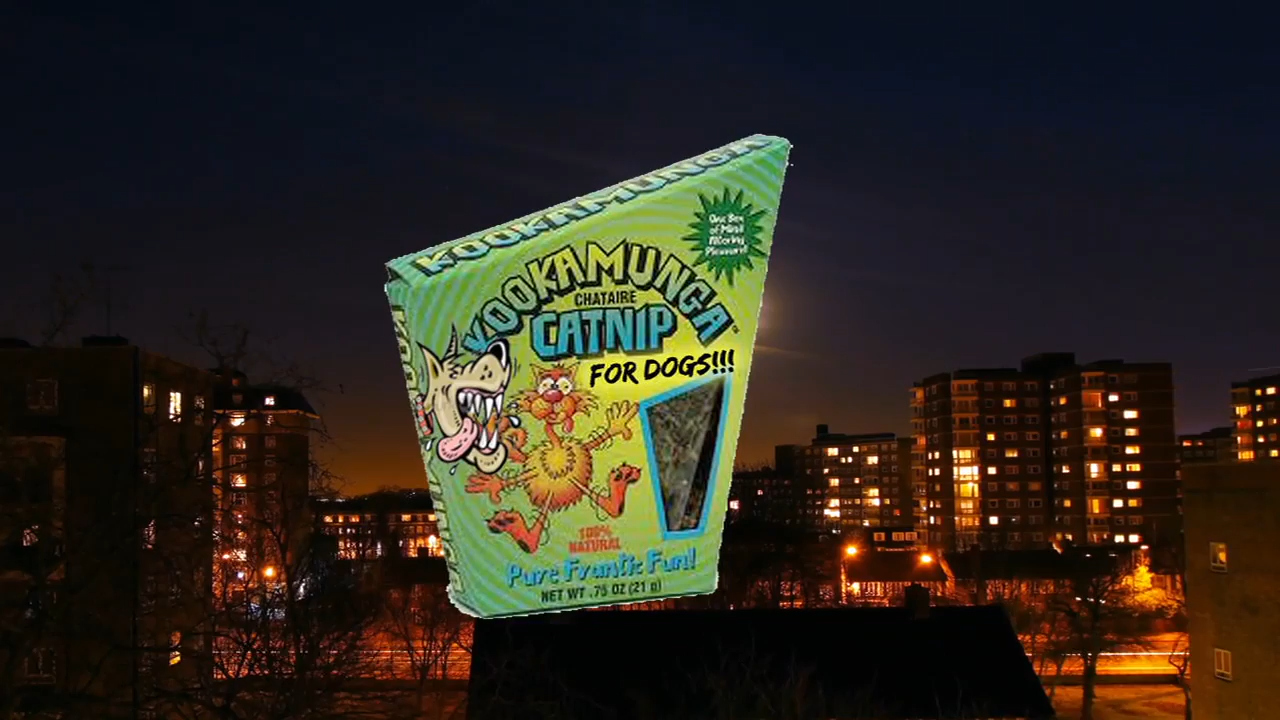 KOOKAMUNGA
One Box
of Mind
Altering
Pleasure!
KOOKAMUNGA
CHATAIRE
CATNIP
FOR DOGS!!!
100%
NATURAL
Pure Frantic Fun!
NET WT .75 OZ (21 g)